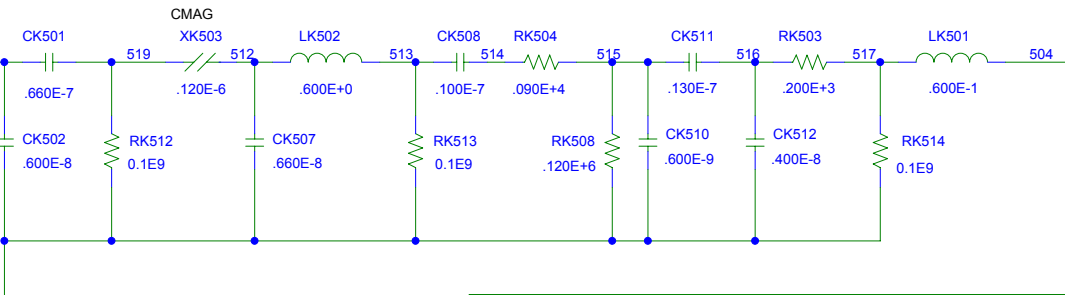 CMAG
CK501
XK503
LK502
CK508
RK504
CK511
RK503
LK501
519
512
513
514
515
516
517
504
.660E-7
.120E-6
.600E+0
.100E-7
.090E+4
.130E-7
.200E+3
.600E-1
CK502
RK512
CK507
RK513
RK508
CK510
CK512
RK514
.600E-8
0.1E9
.660E-8
0.1E9
.120E+6
.600E-9
.400E-8
0.1E9